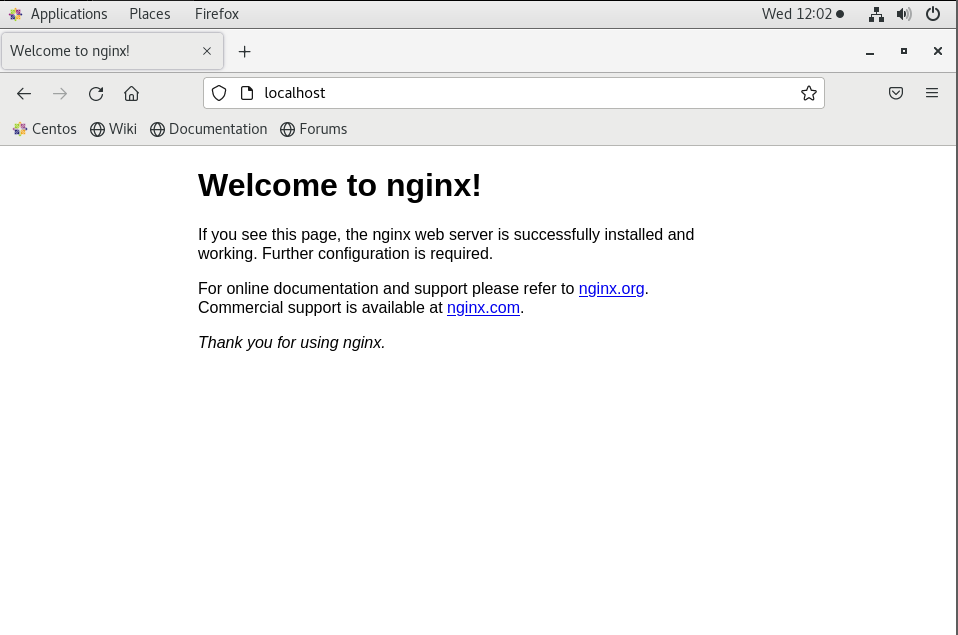 Applications Places Firefox Wed 12:02
Welcome to nginx!
localhost
Centos Wiki Documentation Forums
Welcome to nginx!
If you see this page, the nginx web server is successfully installed and
working. Further configuration is required.
For online documentation and support please refer to nginx.org.
Commercial support is available at nginx.com.
Thank you for using nginx.